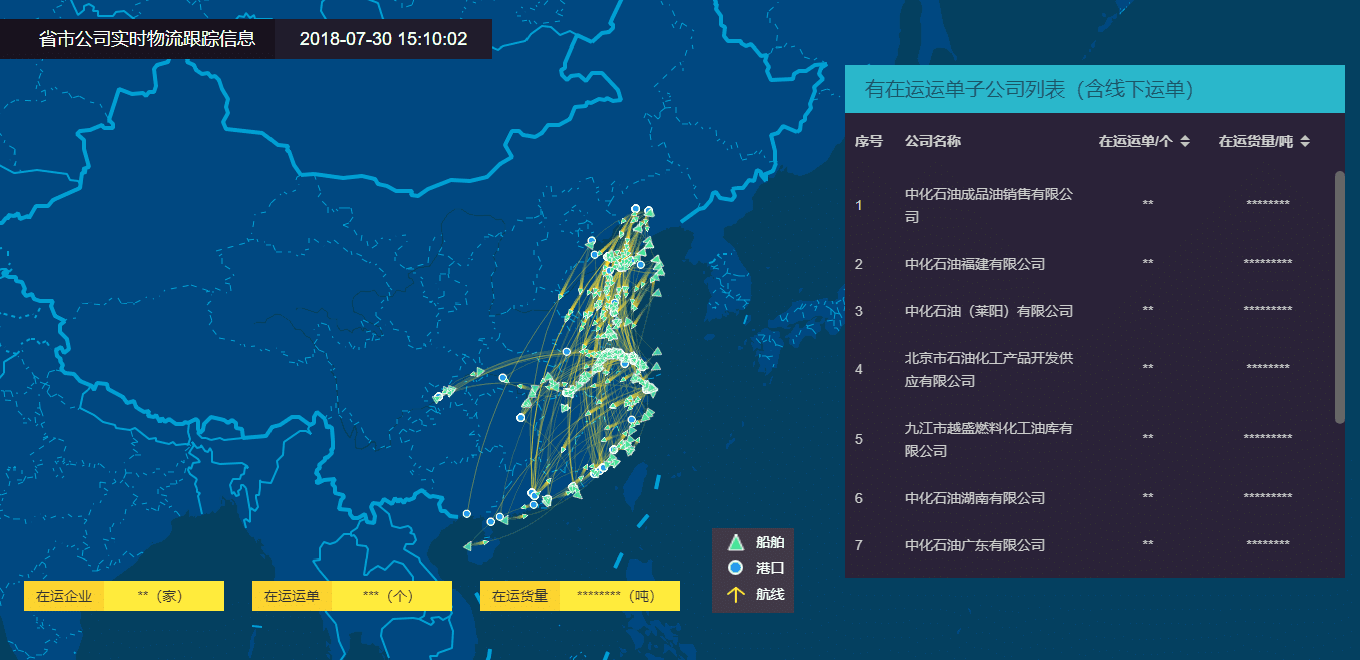 省市公司实时物流跟踪信息 2018-07-30 15:10:02
有在运运单子公司列表（含线下运单）
序号 公司名称 在运运单/个 在运货量/吨
1 中化石油成品油销售有限公 ** ********
司
2 中化石油福建有限公司 ** *********
3 中化石油（莱阳）有限公司 ** *********
4 北京市石油化工产品开发供 ** ********
应有限公司
5 九江市越盛燃料化工油库有 ** *********
限公司
6 中化石油湖南有限公司 ** *********
7 中化石油广东有限公司 ** ********
船舶
港口
航线
在运企业 **（家） 在运运单 ***（个） 在运货量 ********（吨）